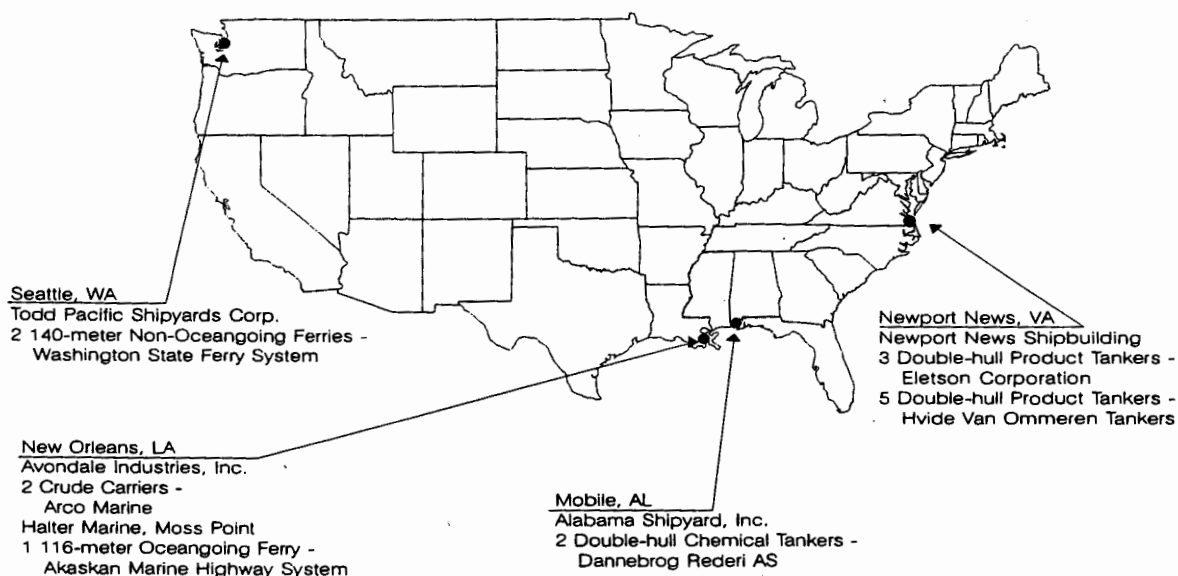 Seattle, WA
Todd Pacific Shipyards Corp.
2 140-meter Non-Oceangoing Ferries -
Washington State Ferry System
New Orleans, LA
Avondale Industries, Inc.
2 Crude Carriers -
Arco Marine
Halter Marine, Moss Point
1 116-meter Oceangoing Ferry -
Akaskan Marine Highway System
Mobile, AL
Alabama Shipyard, Inc.
2 Double-hull Chemical Tankers -
Dannebrog Rederi AS
Newport News, VA
Newport News Shipbuilding
3 Double-hull Product Tankers -
Eletson Corporation
5 Double-hull Product Tankers -
Hvide Van Ommeren Tankers